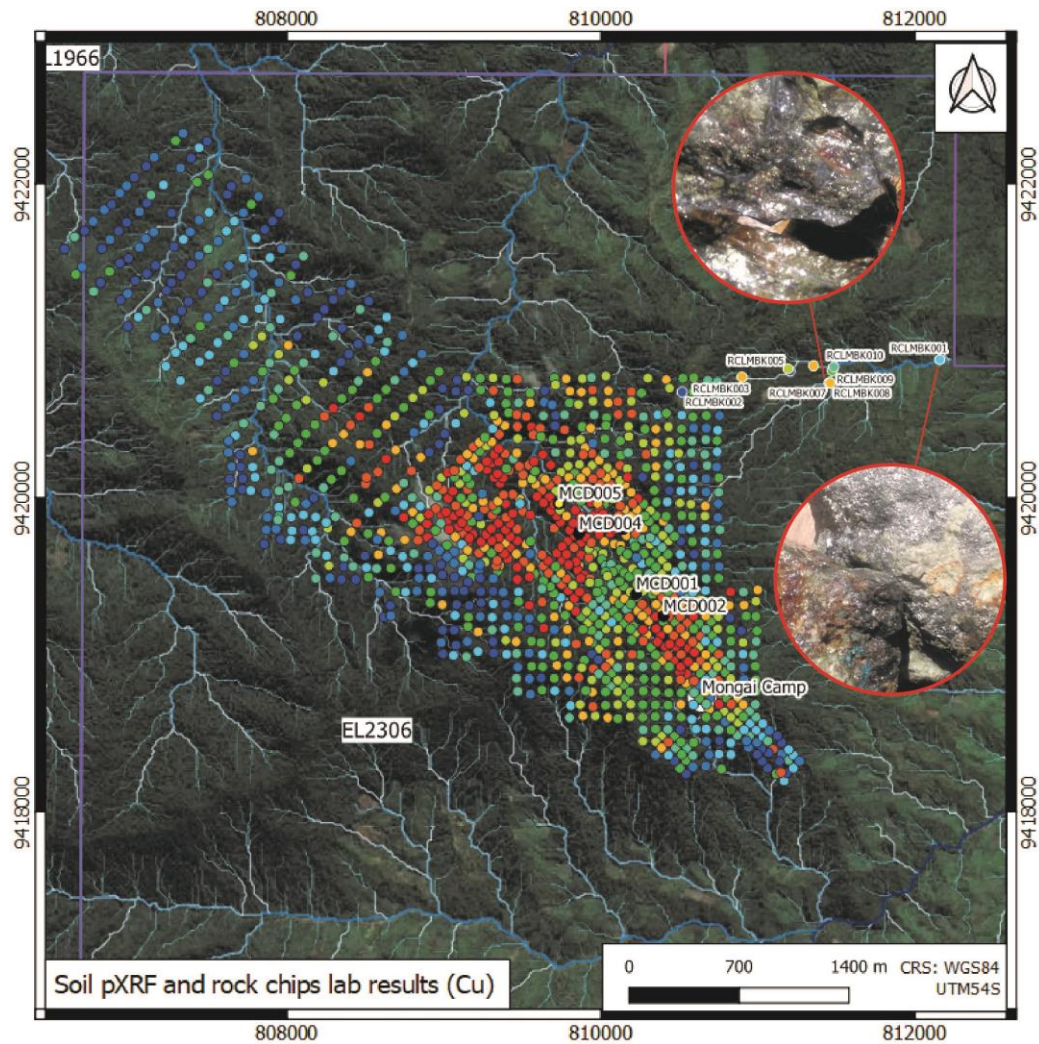 808000 810000 812000
L1966
9422000 9422000
RCLMBK001
RCLMBK005 RCLMBK010
RCLMBK003 RCLMBK009
RCLMBK002 RCLMBK007 RCLMBK008
9420000 9420000
MCD005
MCD004
MCD001
MCD002
Mongai Camp
EL2306
9418000 9418000
0 700 1400 m CRS: WGS84
UTM54S
Soil pXRF and rock chips lab results (Cu)
808000 810000 812000